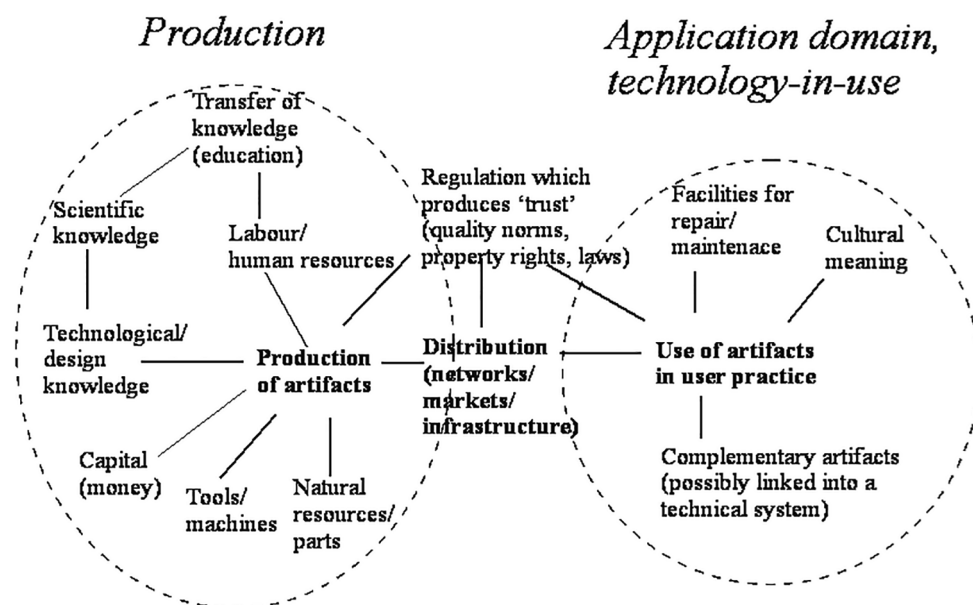 Production
Application domain,
technology-in-use
Transfer of
knowledge
(education)
Scientific
knowledge
Labour/
human resources
Regulation which
produces ‘trust’
(quality norms,
property rights, laws)
Facilities for
repair/
maintenace
Cultural
meaning
Technological/
design
knowledge
Production
of artifacts
Distribution
(networks/
markets/
infrastructure)
Use of artifacts
in user practice
Capital
(money)
Tools/
machines
Natural
resources/
parts
Complementary artifacts
(possibly linked into a
technical system)